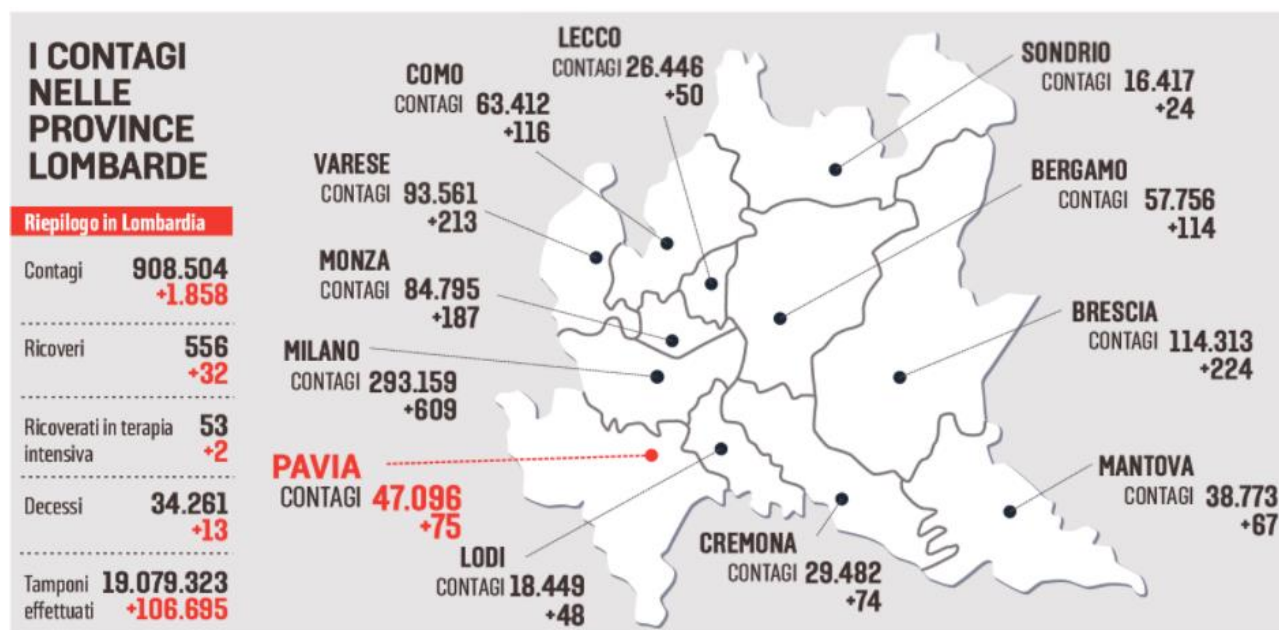 I CONTAGI
NELLE
PROVINCE
LOMBARDE
Riepilogo in Lombardia
Contagi 908.504
+1.858
Ricoveri 556
+32
Ricoverati in terapia intensiva 53
+2
Decessi 34.261
+13
Tamponi effettuati 19.079.323
+106.695
LECCO
CONTAGI 26.446
+50
COMO
CONTAGI 63.412
+116
VARESE
CONTAGI 93.561
+213
MONZA
CONTAGI 84.795
+187
MILANO
CONTAGI 293.159
+609
PAVIA
CONTAGI 47.096
+75
LODI
CONTAGI 18.449
+48
CREMONA
CONTAGI 29.482
+74
SONDRIO
CONTAGI 16.417
+24
BERGAMO
CONTAGI 57.756
+114
BRESCIA
CONTAGI 114.313
+224
MANTOVA
CONTAGI 38.773
+67